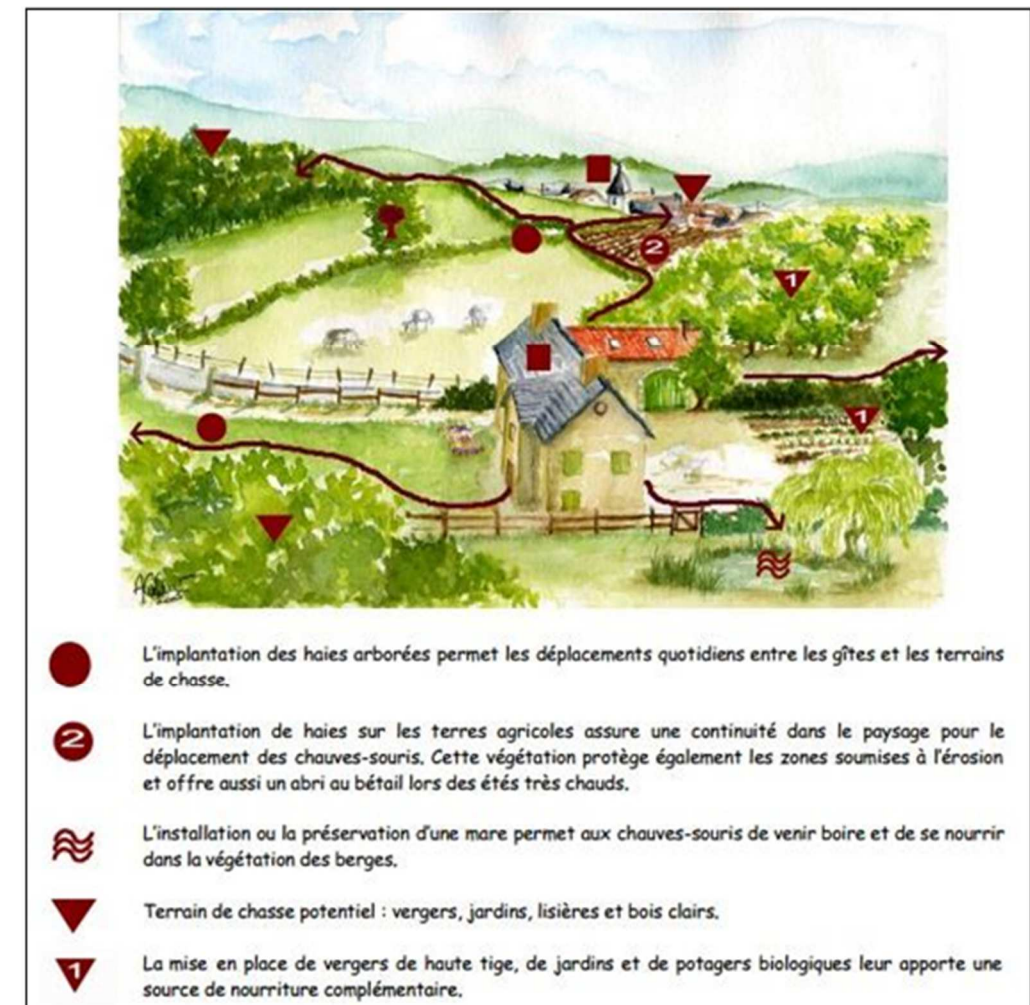 2
1
1
L'implantation des haies arborées permet les déplacements quotidiens entre les gîtes et les terrains
de chasse.
2
L'implantation de haies sur les terres agricoles assure une continuité dans le paysage pour le
déplacement des chauves-souris. Cette végétation protège également les zones soumises à l'érosion
et offre aussi un abri au bétail lors des étés très chauds.
L'installation ou la préservation d'une mare permet aux chauves-souris de venir boire et de se nourrir
dans la végétation des berges.
Terrain de chasse potentiel : vergers, jardins, lisières et bois clairs.
1
La mise en place de vergers de haute tige, de jardins et de potagers biologiques leur apporte une
source de nourriture complémentaire.